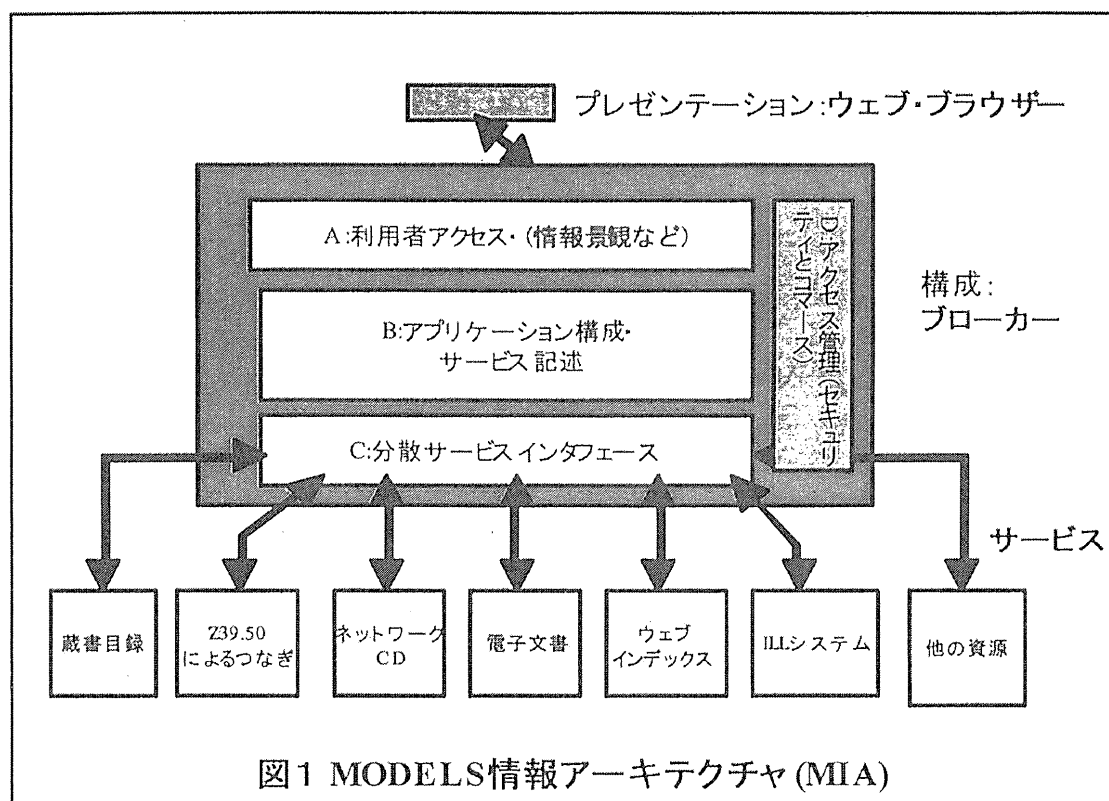 プレゼンテーション:ウェブ・ブラウザー
A:利用者アクセス・(情報景観など)
B:アプリケーション構成・
サービス記述
C:分散サービスインタフェース
D:アクセス管理(セキュリ
ティとコマース)
構成:
ブローカー
サービス
蔵書目録
Z39.50
によるつなぎ
ネットワーク
CD
電子文書
ウェブ
インデックス
ILLシステム
他の資源
図1 MODELS情報アーキテクチャ(MIA)